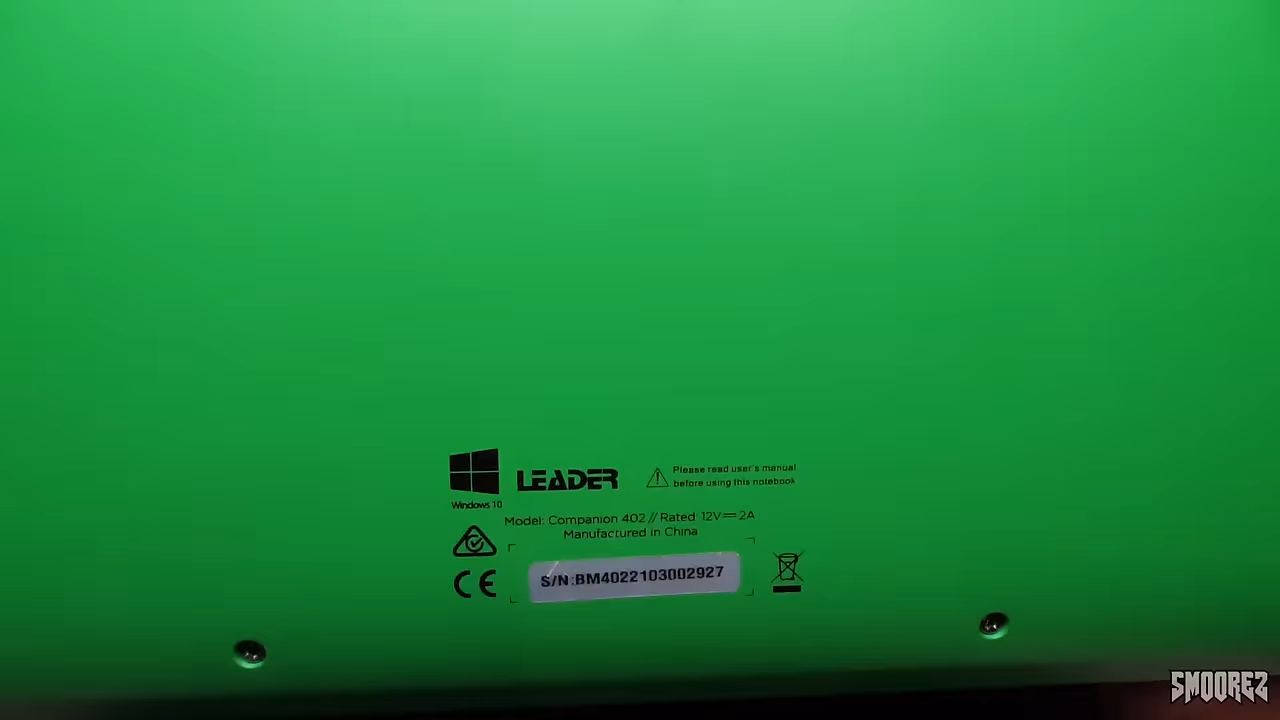 Windows 10
LEADER
Please read user's manual
before using this notebook
Model: Companion 402 // Rated: 12V⎓2A
Manufactured in China
CE
S/N:BM4022103002927
SMOOREZ